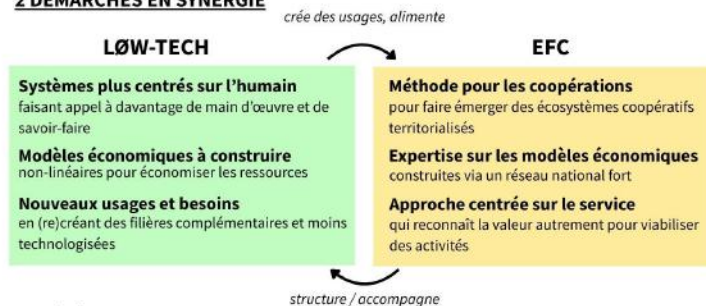 2 DÉMARCHES EN SYNERGIE
crée des usages, alimente
LØW-TECH
EFC
Systèmes plus centrés sur l'humain
faisant appel à davantage de main d'œuvre et de
savoir-faire
Modèles économiques à construire
non-linéaires pour économiser les ressources
Nouveaux usages et besoins
en (re)créant des filières complémentaires et moins
technologisées
Méthode pour les coopérations
pour faire émerger des écosystèmes coopératifs
territorialisés
Expertise sur les modèles économiques
construites via un réseau national fort
Approche centrée sur le service
qui reconnaît la valeur autrement pour viabiliser
des activités
structure / accompagne